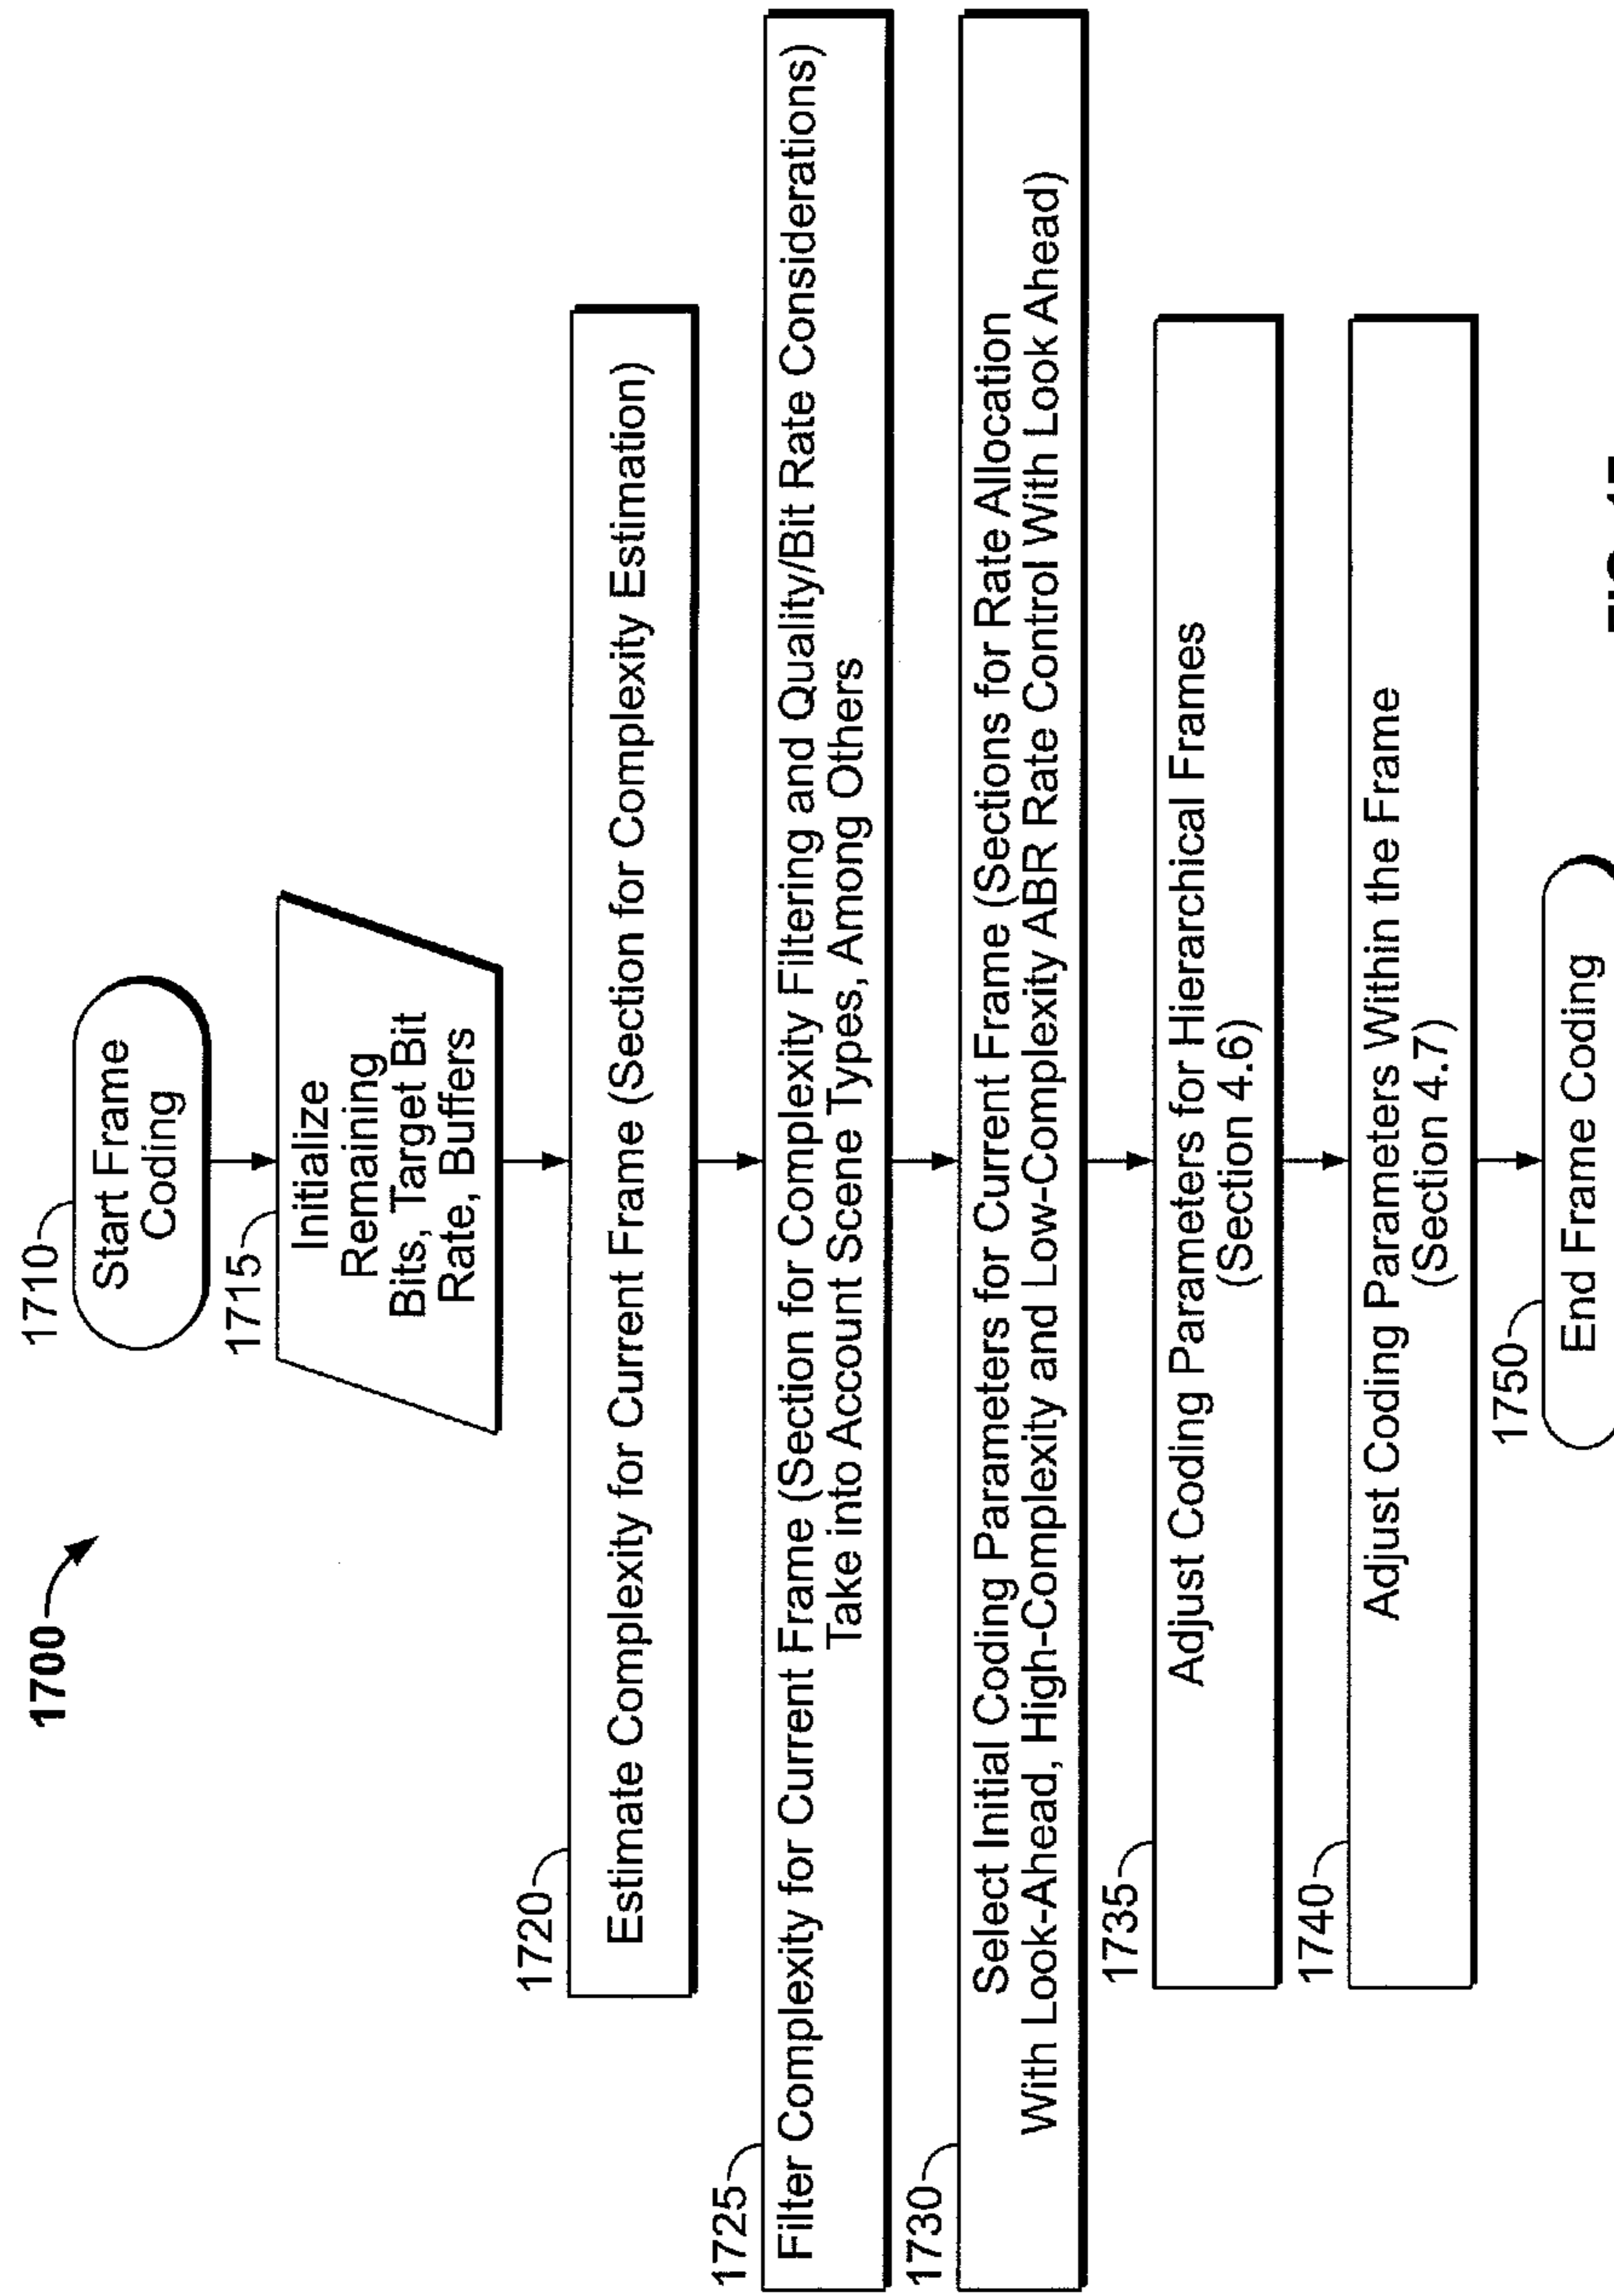 1700
1710
Start Frame
Coding
1715
Initialize
Remaining
Bits, Target Bit
Rate, Buffers
1720
Estimate Complexity for Current Frame (Section for Complexity Estimation)
1725
Filter Complexity for Current Frame (Section for Complexity Filtering and Quality/Bit Rate Considerations)
Take into Account Scene Types, Among Others
1730
Select Initial Coding Parameters for Current Frame (Sections for Rate Allocation
With Look-Ahead, High-Complexity and Low-Complexity ABR Rate Control With Look Ahead)
1735
Adjust Coding Parameters for Hierarchical Frames
(Section 4.6)
1740
Adjust Coding Parameters Within the Frame
(Section 4.7)
1750
End Frame Coding